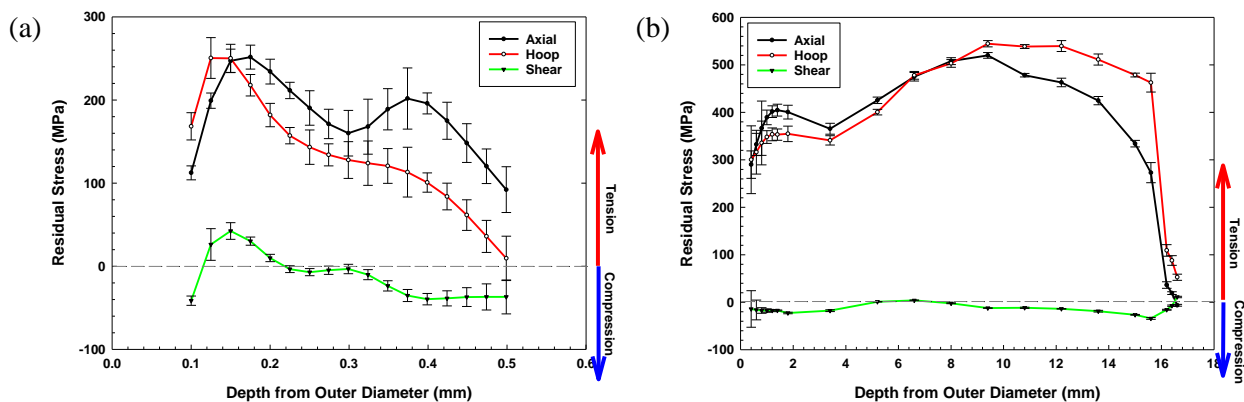 (a)
300
200
100
0
-100
Residual Stress (MPa)
Axial
Hoop
Shear
0.0
0.1
0.2
0.3
0.4
0.5
0.6
Depth from Outer Diameter (mm)
Tension
Compression
(b)
600
500
400
300
200
100
0
-100
Residual Stress (MPa)
Axial
Hoop
Shear
0
2
4
6
8
10
12
14
16
18
Depth from Outer Diameter (mm)
Tension
Compression